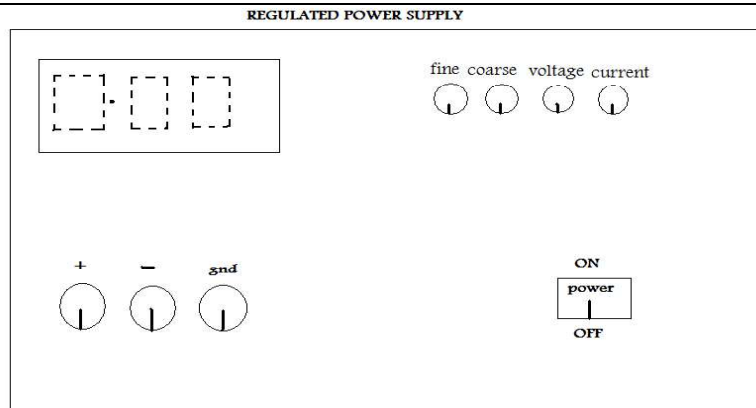 REGULATED POWER SUPPLY
fine coarse voltage current
+ − gnd
ON
power
OFF